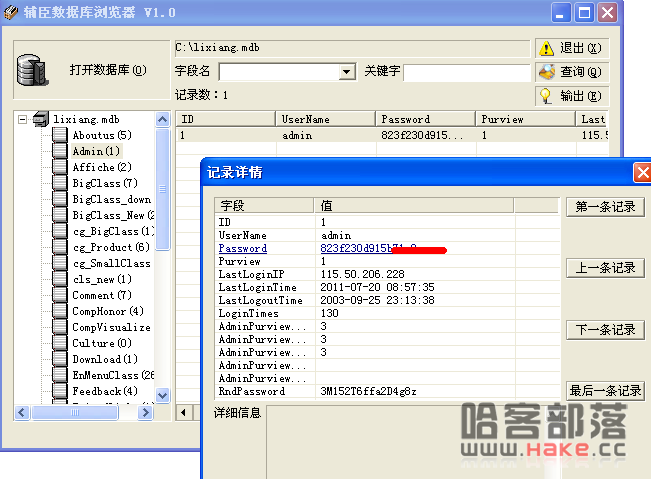 辅臣数据库浏览器 V1.0
打开数据库(O)
C:\lixiang.mdb
字段名
关键字
记录数：1
退出(X)
查询(Q)
输出(E)
lixiang.mdb
Aboutus(5)
Admin(1)
Affiche(2)
BigClass(7)
BigClass_down
BigClass_New(2
cg_BigClass(1)
cg_Product(6)
cg_SmallClass
cls_new(1)
Comment(7)
CompHonor(4)
CompVisualize
Culture(0)
Download(1)
EnMenuClass(26
Feedback(4)
ID UserName Password Purview Last
1 admin 823f230d915... 1 115.5
记录详情
字段 值
ID 1
UserName admin
Password 823f230d915b
Purview 1
LastLoginIP 115.50.206.228
LastLoginTime 2011-07-20 08:57:35
LastLogoutTime 2003-09-25 23:13:38
LoginTimes 130
AdminPurview... 3
AdminPurview... 3
AdminPurview... 3
AdminPurview...
AdminPurview...
RndPassword 3M152T6ffa2D4g8z
详细信息
第一条记录
上一条记录
下一条记录
最后一条记录
哈客部落
www.HAKE.cc